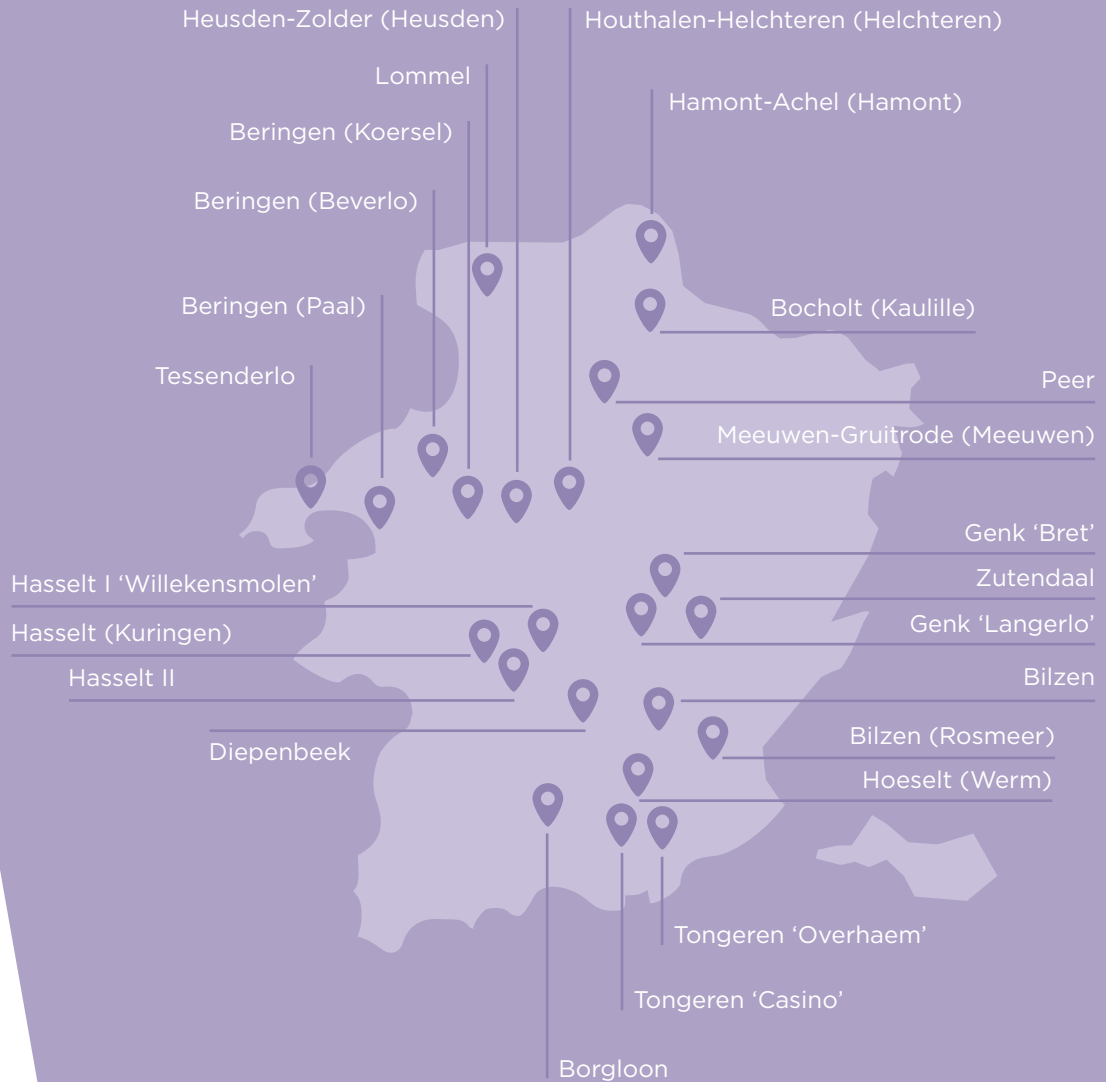 Heusden-Zolder (Heusden)
Houthalen-Helchteren (Helchteren)
Lommel
Hamont-Achel (Hamont)
Beringen (Koersel)
Beringen (Beverlo)
Beringen (Paal)
Bocholt (Kaulille)
Tessenderlo
Peer
Meeuwen-Gruitrode (Meeuwen)
Genk ‘Bret’
Hasselt I ‘Willekensmolen’
Zutendaal
Hasselt (Kuringen)
Genk ‘Langerlo’
Hasselt II
Bilzen
Diepenbeek
Bilzen (Rosmeer)
Hoeselt (Werm)
Tongeren ‘Overhaem’
Tongeren ‘Casino’
Borgloon